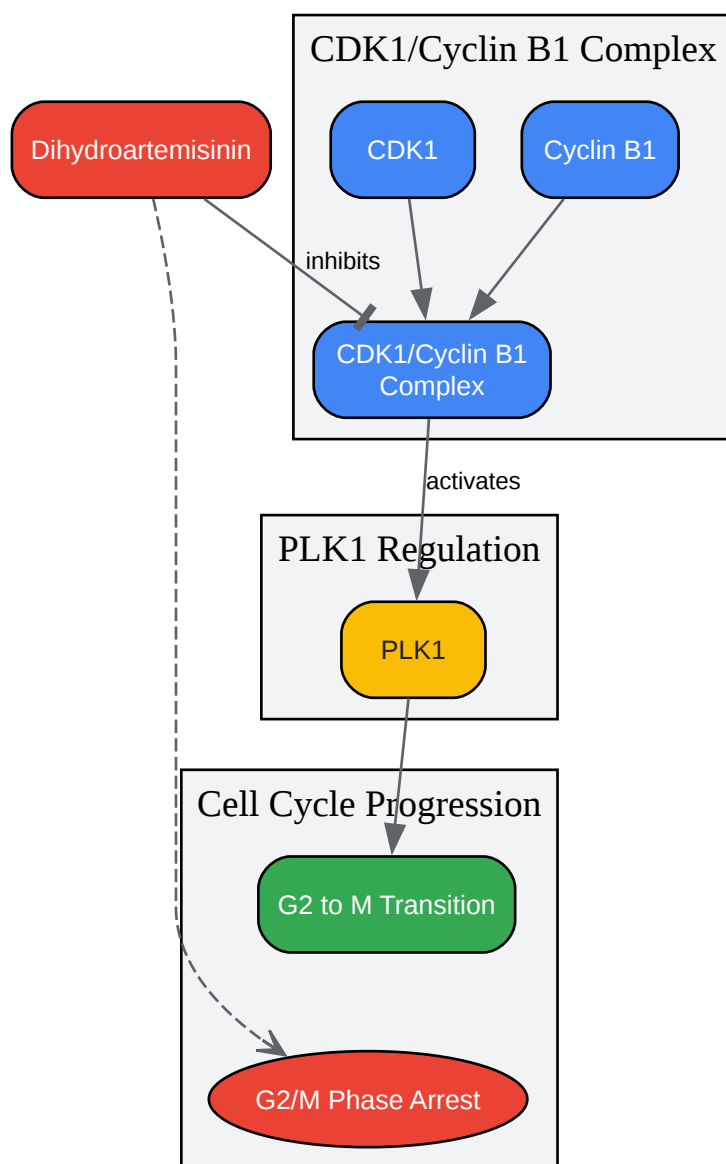 CDK1/Cyclin B1 Complex
Dihydroartemisinin
CDK1
Cyclin B1
inhibits
CDK1/Cyclin B1
Complex
activates
PLK1 Regulation
PLK1
Cell Cycle Progression
G2 to M Transition
G2/M Phase Arrest